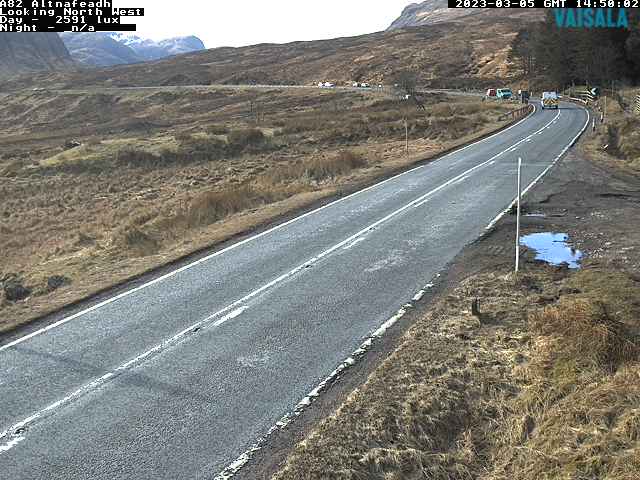 A82 Altnafeadh
Looking North West
Day - 2591 lux
Night - n/a
2023-03-05 GMT 14:50:02
VAISALA